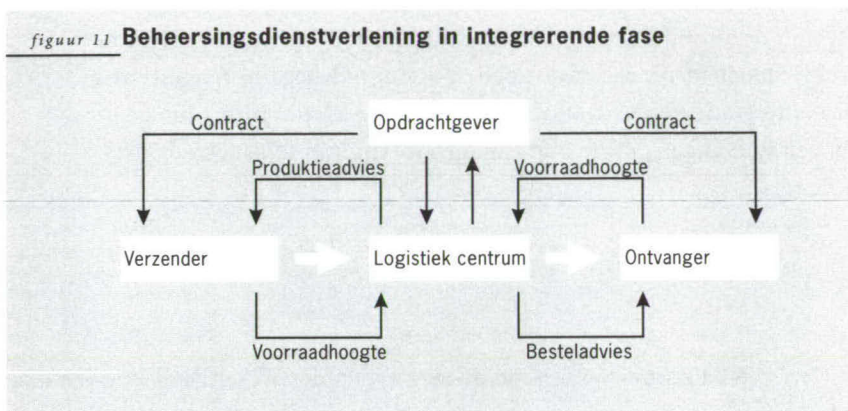 figuur 11 Beheersingsdienstverlening in integrerende fase
Contract Opdrachtgever Contract
Produktieadvies Voorraadhoogte
Verzender Logistiek centrum Ontvanger
Voorraadhoogte Besteladvies